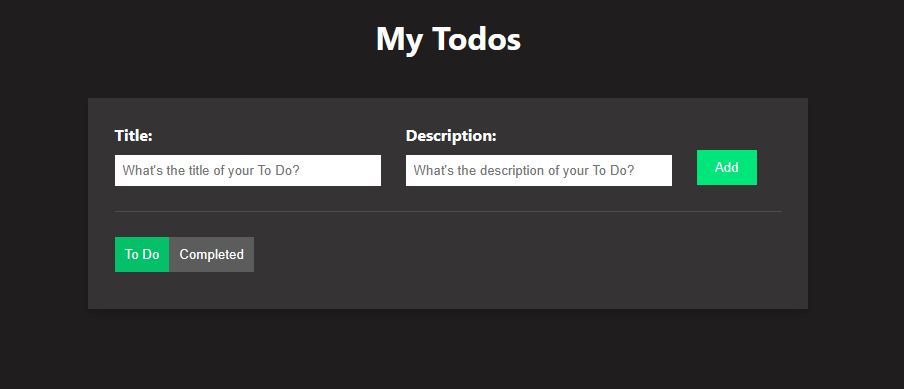 My Todos
Title: Description:
What's the title of your To Do? What's the description of your To Do? Add
To Do Completed